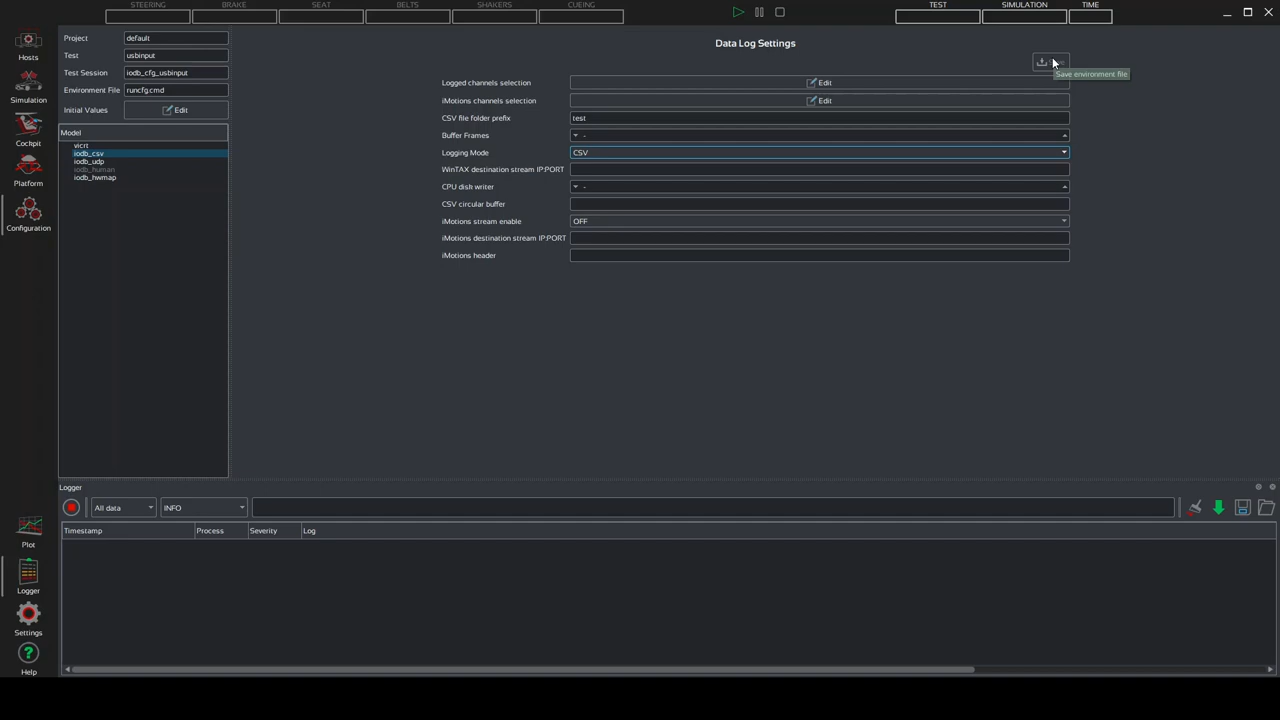 STEERING BRAKE SEAT BELTS SHAKERS CUEING TEST SIMULATION TIME
Hosts
Simulation
Cockpit
Platform
Configuration
Project default
Test usbinput
Test Session iodb_cfg_usbinput
Environment File runcfg.cmd
Initial Values Edit
Model
vicrt
iodb_csv
iodb_udp
iodb_human
iodb_hwmap
Data Log Settings
Save environment file
Logged channels selection Edit
iMotions channels selection Edit
CSV file folder prefix test
Buffer Frames -
Logging Mode CSV
WinTAX destination stream IP:PORT
CPU disk writer -
CSV circular buffer
iMotions stream enable OFF
iMotions destination stream IP:PORT
iMotions header
Logger
All data INFO
Timestamp Process Severity Log
Plot
Logger
Settings
? Help